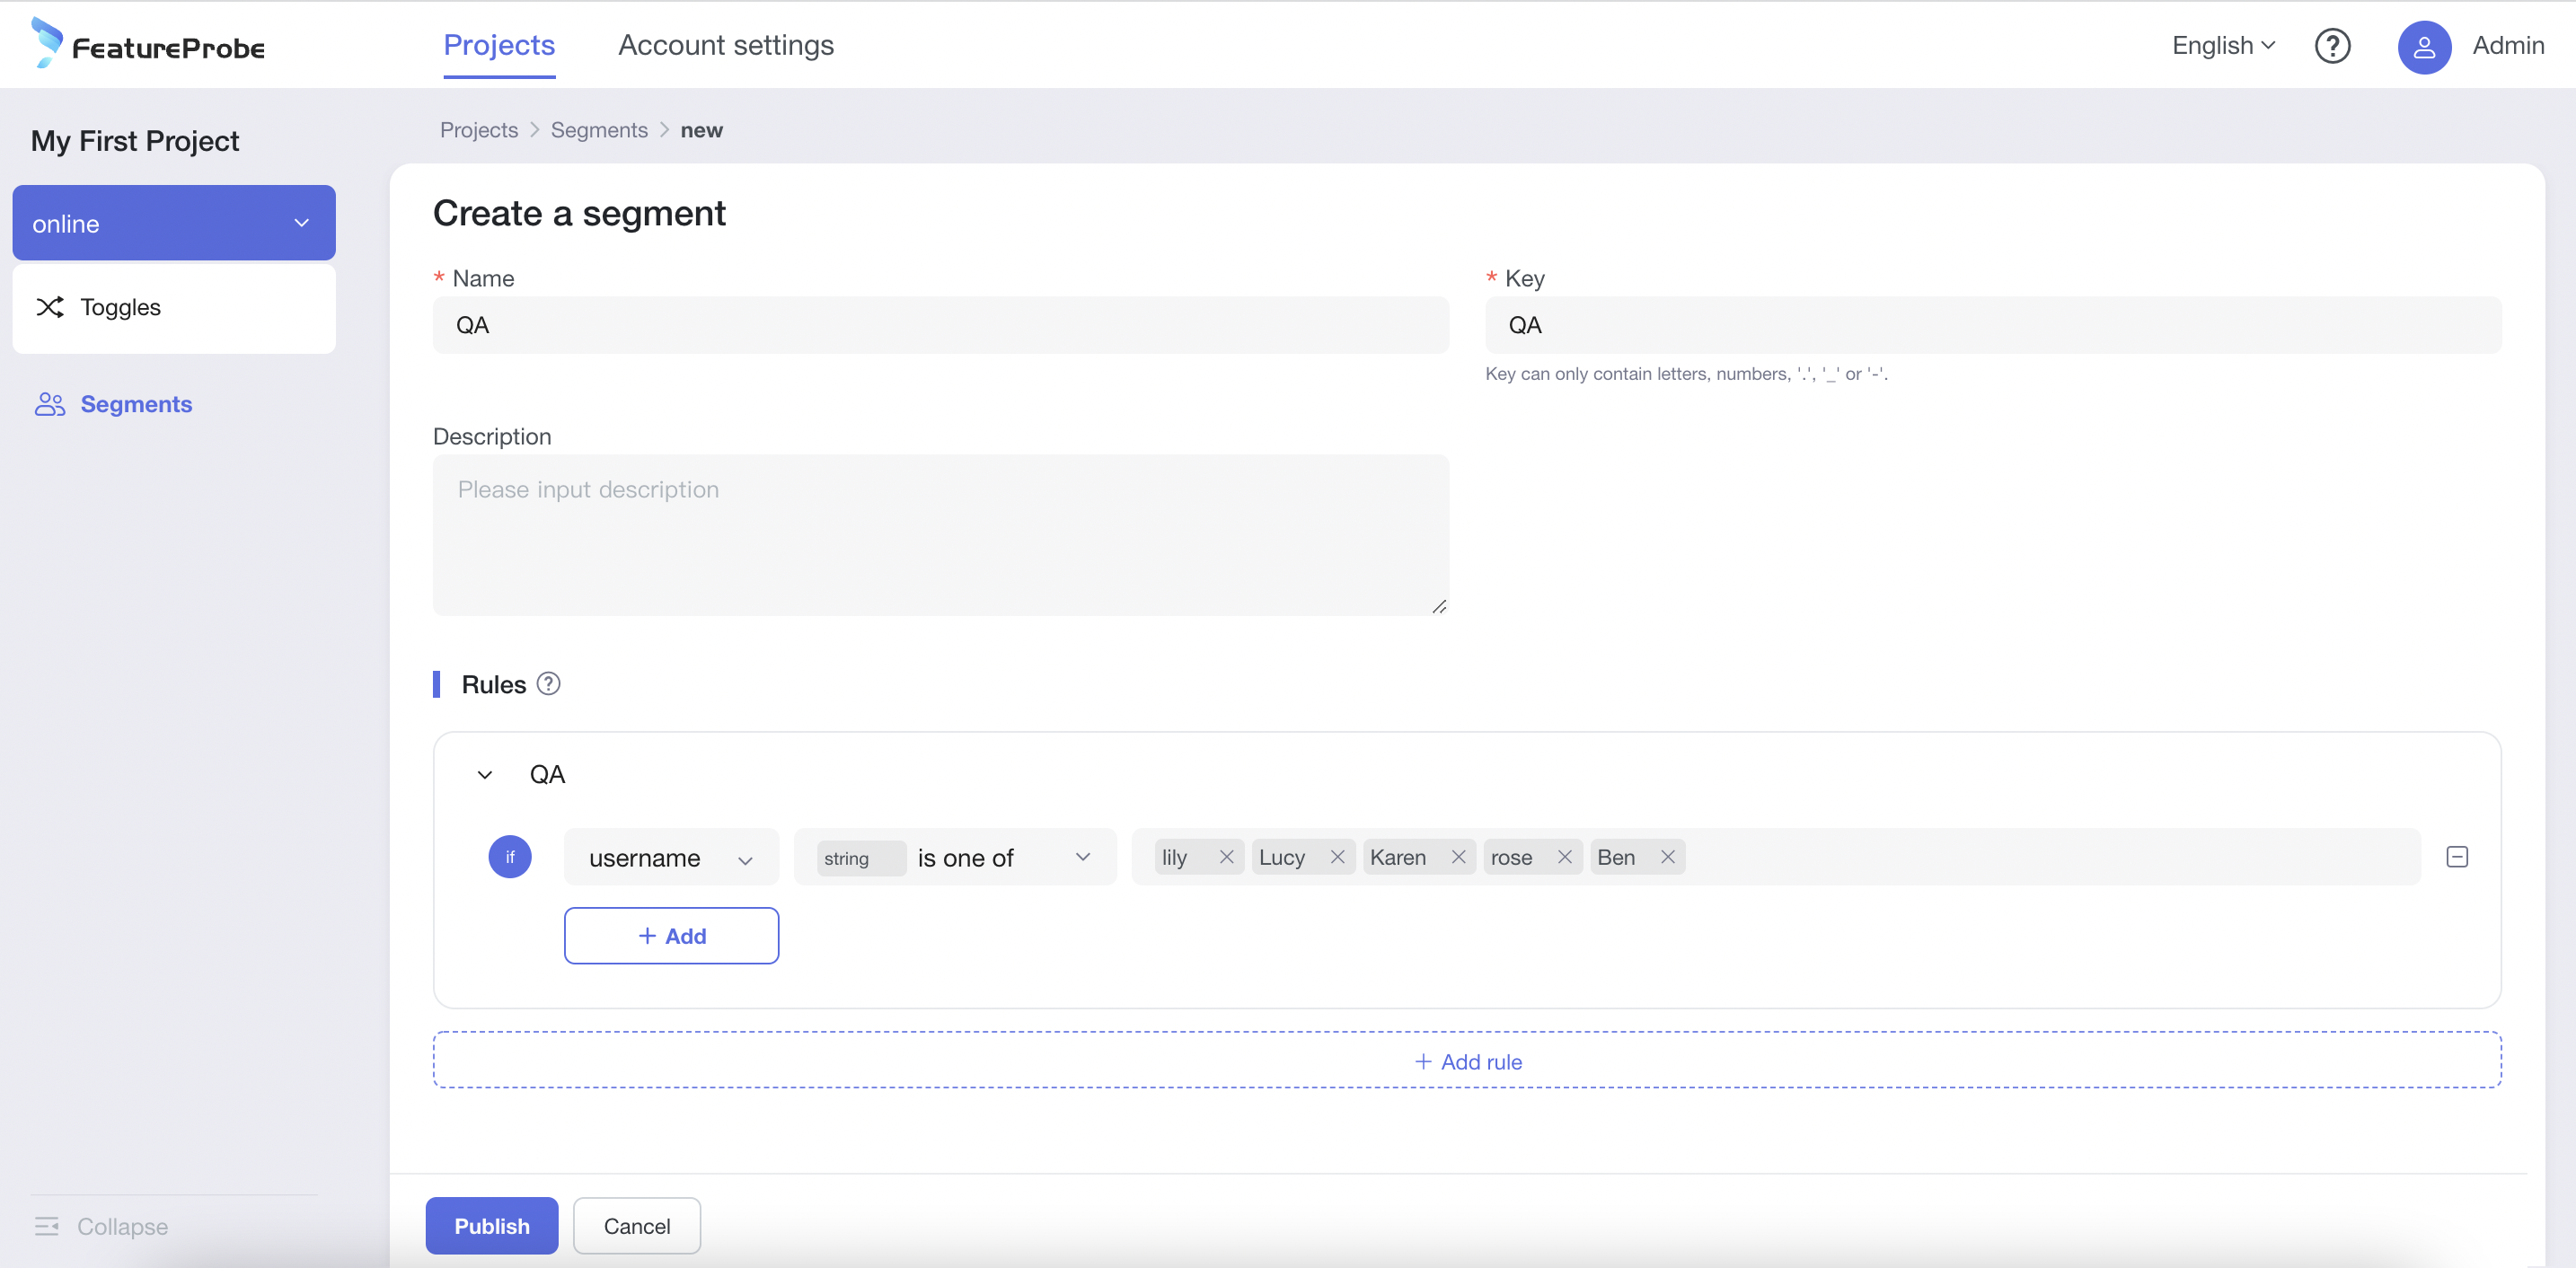 FeatureProbe
Projects
Account settings
English
Admin
My First Project
online
Toggles
Segments
Collapse
Projects > Segments > new
Create a segment
* Name
QA
* Key
QA
Key can only contain letters, numbers, '.', '_' or '-'.
Description
Please input description
Rules ?
QA
if username string is one of lily Lucy Karen rose Ben
+ Add
+ Add rule
Publish
Cancel